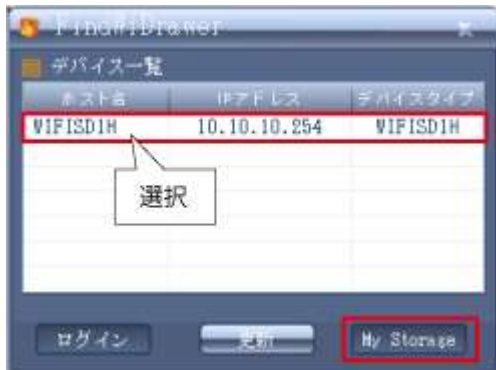 FindWiDrawer
デバイス一覧
ホスト名 IPアドレス デバイスタイプ
WIFISD1H 10.10.10.254 WIFISD1H
選択
ログイン 更新 My Storage